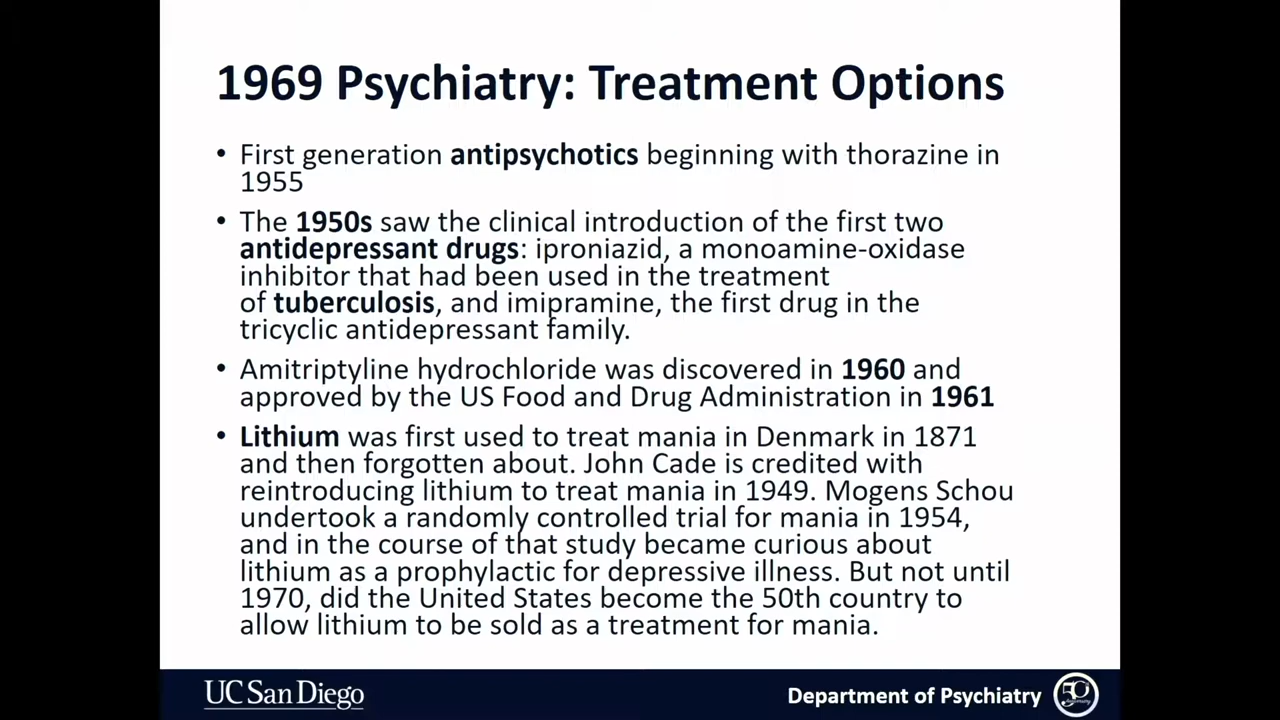 1969 Psychiatry: Treatment Options
• First generation antipsychotics beginning with thorazine in
1955
• The 1950s saw the clinical introduction of the first two
antidepressant drugs: iproniazid, a monoamine-oxidase
inhibitor that had been used in the treatment
of tuberculosis, and imipramine, the first drug in the
tricyclic antidepressant family.
• Amitriptyline hydrochloride was discovered in 1960 and
approved by the US Food and Drug Administration in 1961
• Lithium was first used to treat mania in Denmark in 1871
and then forgotten about. John Cade is credited with
reintroducing lithium to treat mania in 1949. Mogens Schou
undertook a randomly controlled trial for mania in 1954,
and in the course of that study became curious about
lithium as a prophylactic for depressive illness. But not until
1970, did the United States become the 50th country to
allow lithium to be sold as a treatment for mania.
UC San Diego
Department of Psychiatry
50
Anniversary